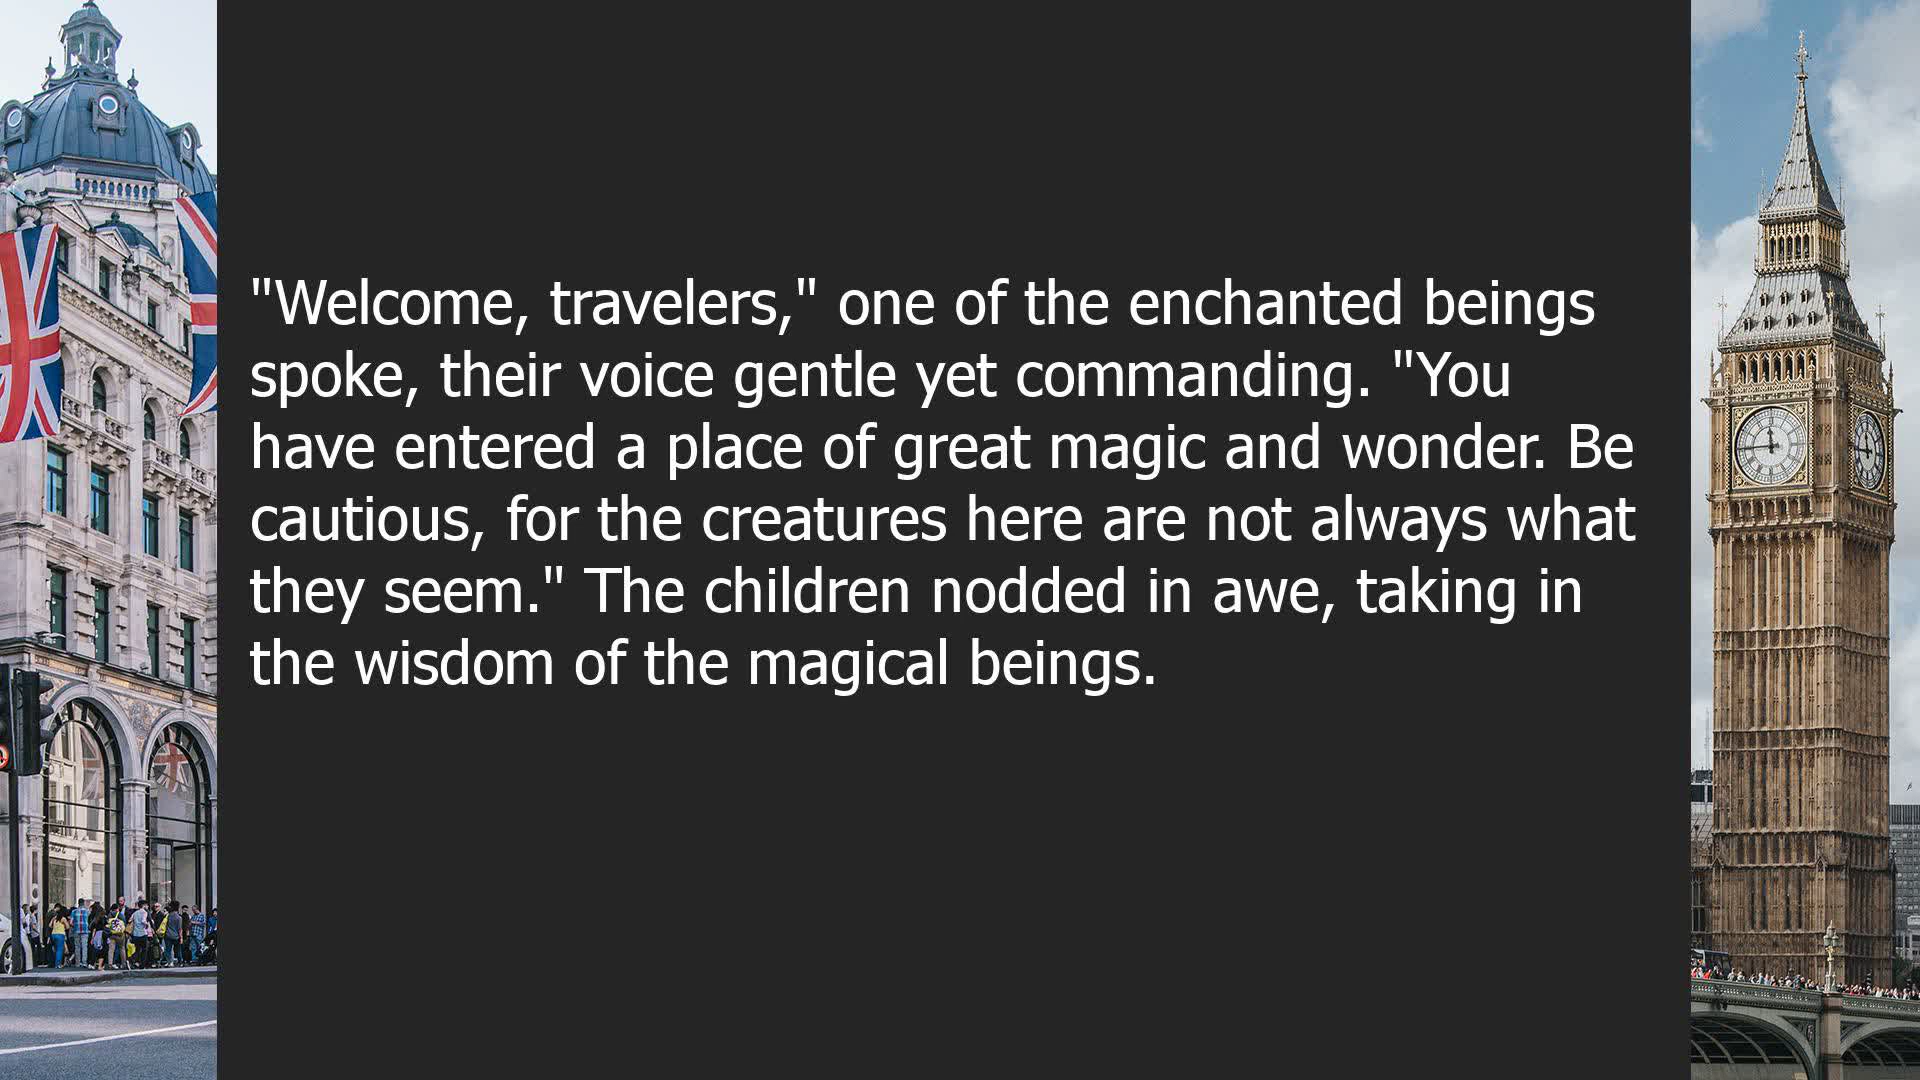 "Welcome, travelers," one of the enchanted beings
spoke, their voice gentle yet commanding. "You
have entered a place of great magic and wonder. Be
cautious, for the creatures here are not always what
they seem." The children nodded in awe, taking in
the wisdom of the magical beings.